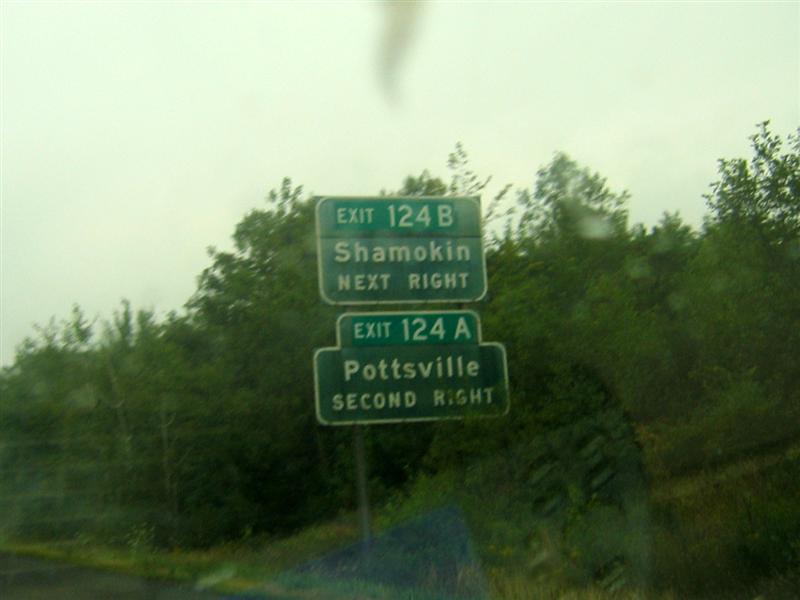 EXIT 124 B
Shamokin
NEXT RIGHT
EXIT 124 A
Pottsville
SECOND RIGHT